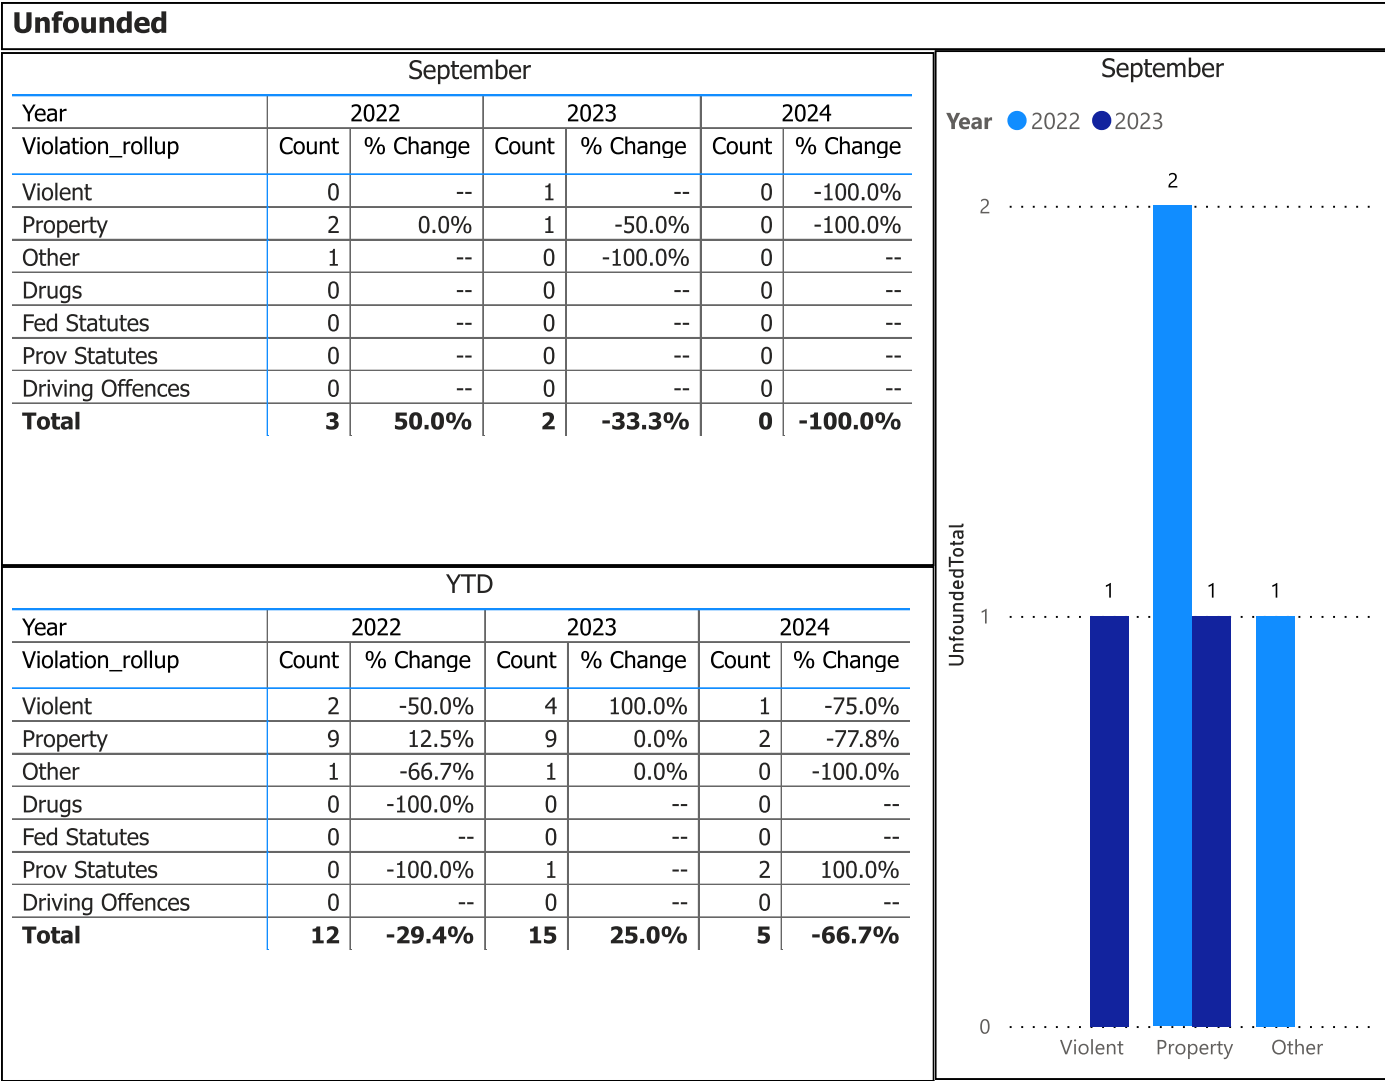 Unfounded
September
Year 2022 2023 2024
Violation_rollup Count % Change Count % Change Count % Change
Violent 0 -- 1 -- 0 -100.0%
Property 2 0.0% 1 -50.0% 0 -100.0%
Other 1 -- 0 -100.0% 0 --
Drugs 0 -- 0 -- 0 --
Fed Statutes 0 -- 0 -- 0 --
Prov Statutes 0 -- 0 -- 0 --
Driving Offences 0 -- 0 -- 0 --
Total 3 50.0% 2 -33.3% 0 -100.0%
YTD
Year 2022 2023 2024
Violation_rollup Count % Change Count % Change Count % Change
Violent 2 -50.0% 4 100.0% 1 -75.0%
Property 9 12.5% 9 0.0% 2 -77.8%
Other 1 -66.7% 1 0.0% 0 -100.0%
Drugs 0 -100.0% 0 -- 0 --
Fed Statutes 0 -- 0 -- 0 --
Prov Statutes 0 -100.0% 1 -- 2 100.0%
Driving Offences 0 -- 0 -- 0 --
Total 12 -29.4% 15 25.0% 5 -66.7%
September
Year 2022 2023
2
2
1 1 1
1
UnfoundedTotal
0
Violent Property Other